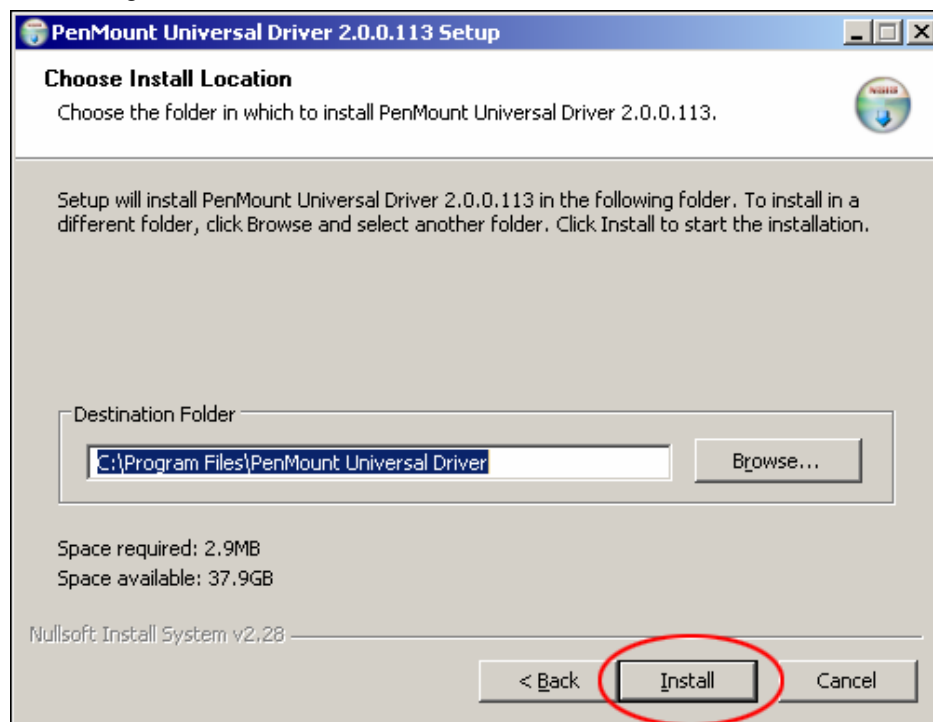 PenMount Universal Driver 2.0.0.113 Setup
Choose Install Location
Choose the folder in which to install PenMount Universal Driver 2.0.0.113.
Setup will install PenMount Universal Driver 2.0.0.113 in the following folder. To install in a
different folder, click Browse and select another folder. Click Install to start the installation.
Destination Folder
C:\Program Files\PenMount Universal Driver
Browse...
Space required: 2.9MB
Space available: 37.9GB
Nullsoft Install System v2.28
< Back
Install
Cancel